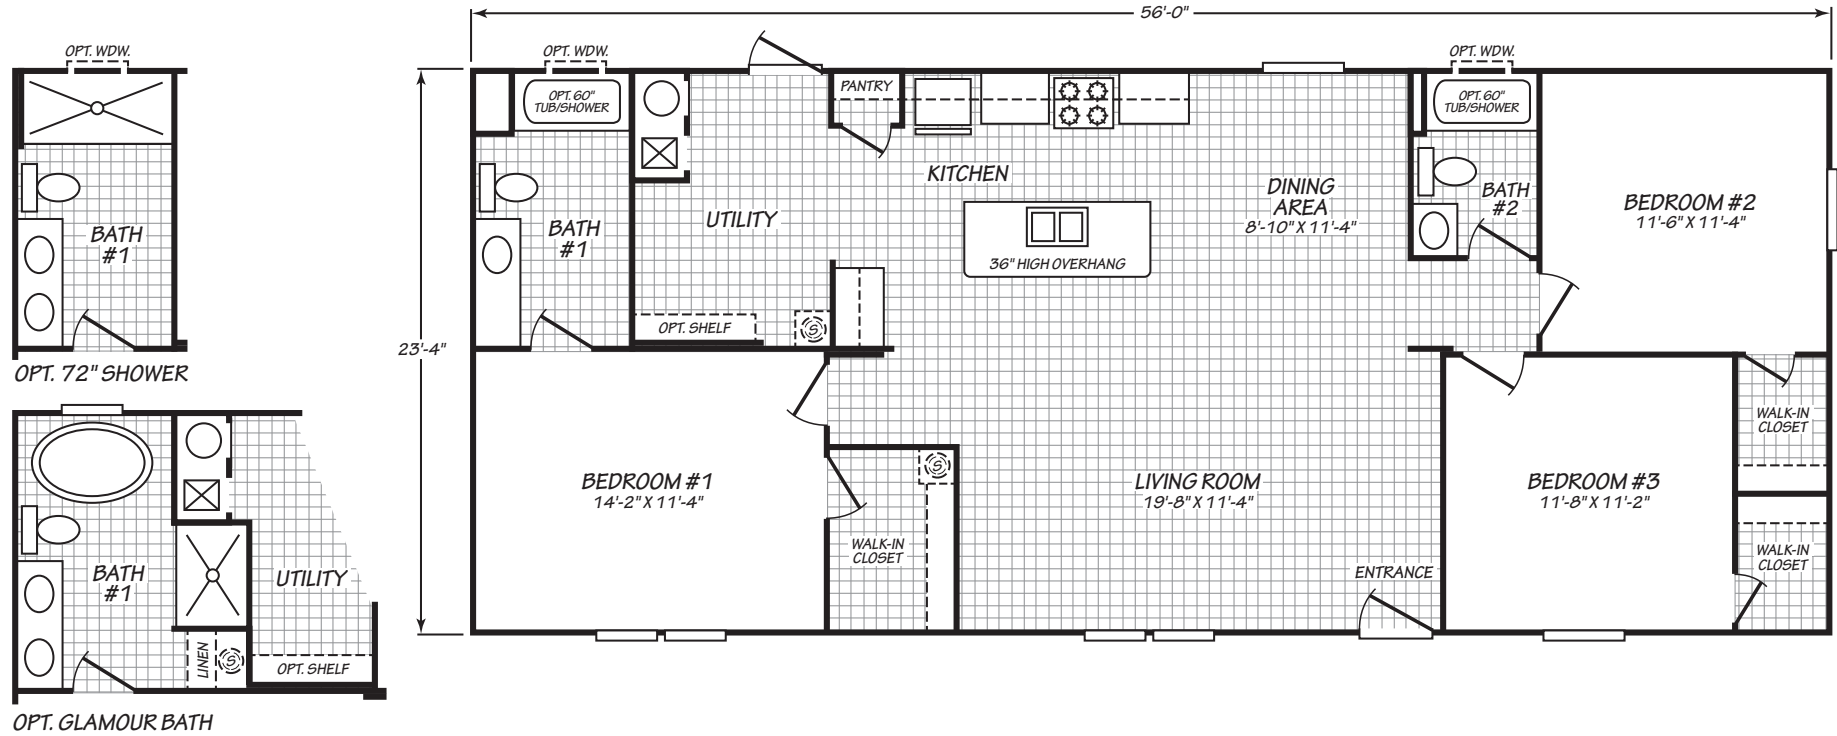 56'-0"
OPT. WDW.
BATH
#1
OPT. 72" SHOWER
BATH
#1
LINEN
S
UTILITY
OPT. SHELF
OPT. GLAMOUR BATH
23'-4"
OPT. WDW.
OPT. 60"
TUB/SHOWER
BATH
#1
UTILITY
OPT. SHELF
S
PANTRY
KITCHEN
36" HIGH OVERHANG
DINING
AREA
8'-10" X 11'-4"
OPT. WDW.
OPT. 60"
TUB/SHOWER
BATH
#2
BEDROOM #2
11'-6" X 11'-4"
WALK-IN
CLOSET
BEDROOM #1
14'-2" X 11'-4"
S
WALK-IN
CLOSET
LIVING ROOM
19'-8" X 11'-4"
ENTRANCE
BEDROOM #3
11'-8" X 11'-2"
WALK-IN
CLOSET